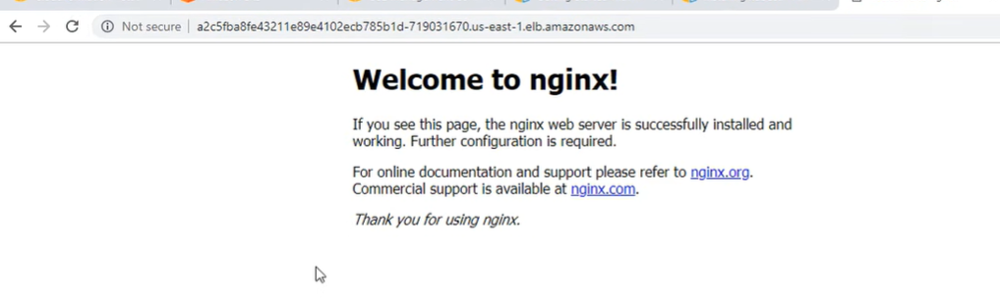 Not secure | a2c5fba8fe43211e89e4102ecb785b1d-719031670.us-east-1.elb.amazonaws.com
Welcome to nginx!
If you see this page, the nginx web server is successfully installed and
working. Further configuration is required.
For online documentation and support please refer to nginx.org.
Commercial support is available at nginx.com.
Thank you for using nginx.